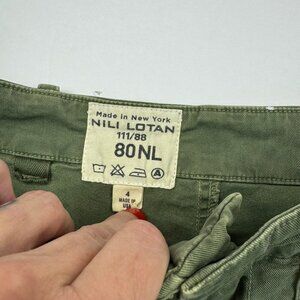 Made in New York
NILI LOTAN
111/88
80NL
A
4
MADE IN
USA